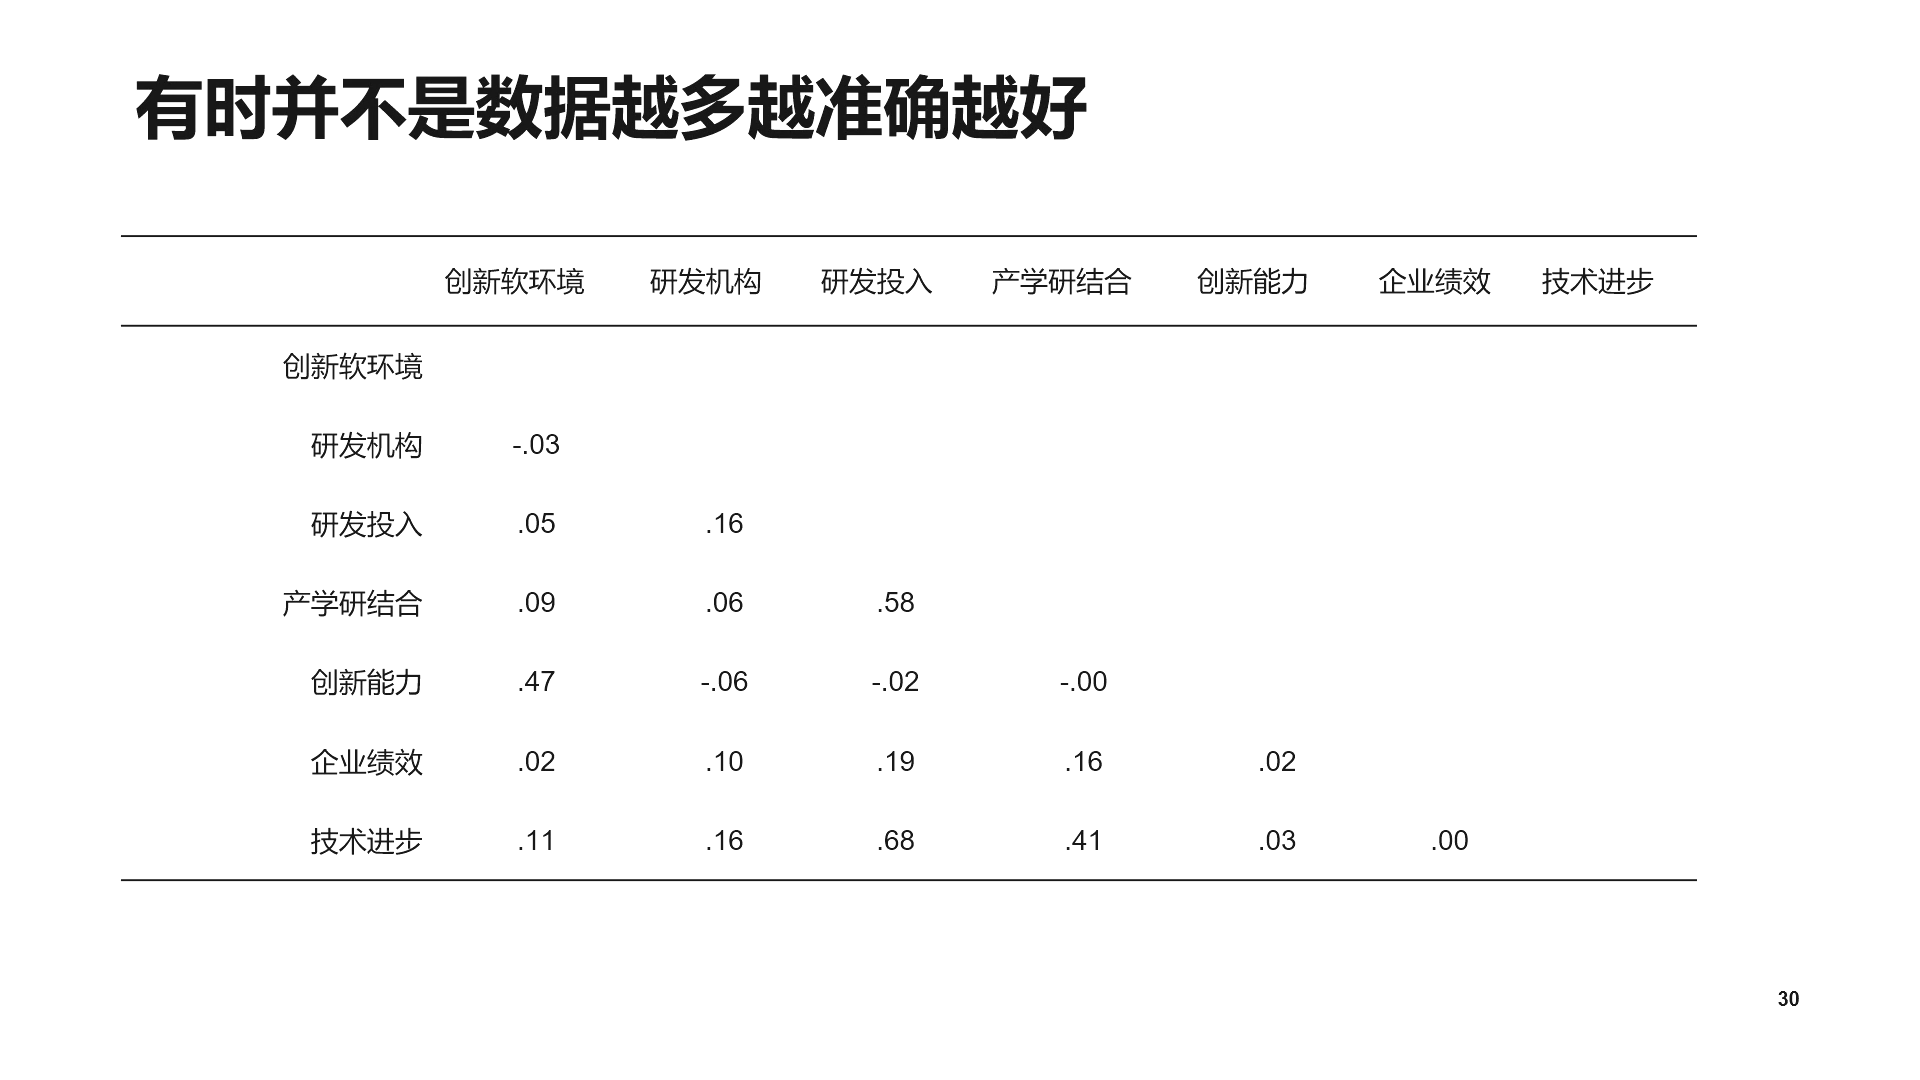 有时并不是数据越多越准确越好
创新软环境 研发机构 研发投入 产学研结合 创新能力 企业绩效 技术进步
创新软环境
研发机构 -.03
研发投入 .05 .16
产学研结合 .09 .06 .58
创新能力 .47 -.06 -.02 -.00
企业绩效 .02 .10 .19 .16 .02
技术进步 .11 .16 .68 .41 .03 .00
30